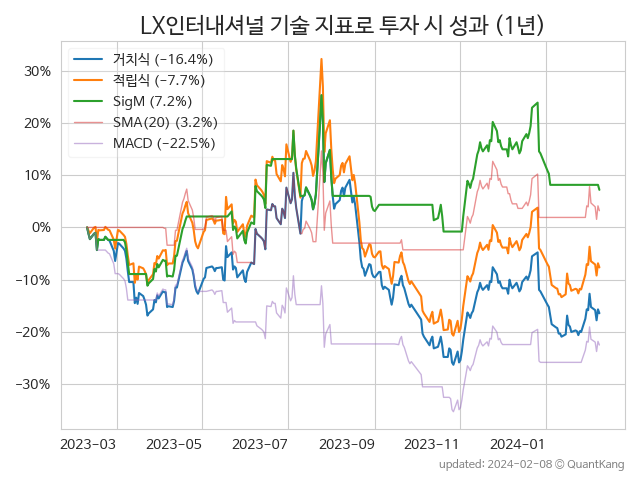 LX인터내셔널 기술 지표로 투자 시 성과 (1년)
거치식 (−16.4%)
적립식 (−7.7%)
SigM (7.2%)
SMA(20) (3.2%)
MACD (−22.5%)
30%
20%
10%
0%
−10%
−20%
−30%
2023-03 2023-05 2023-07 2023-09 2023-11 2024-01
updated: 2024-02-08 © QuantKang